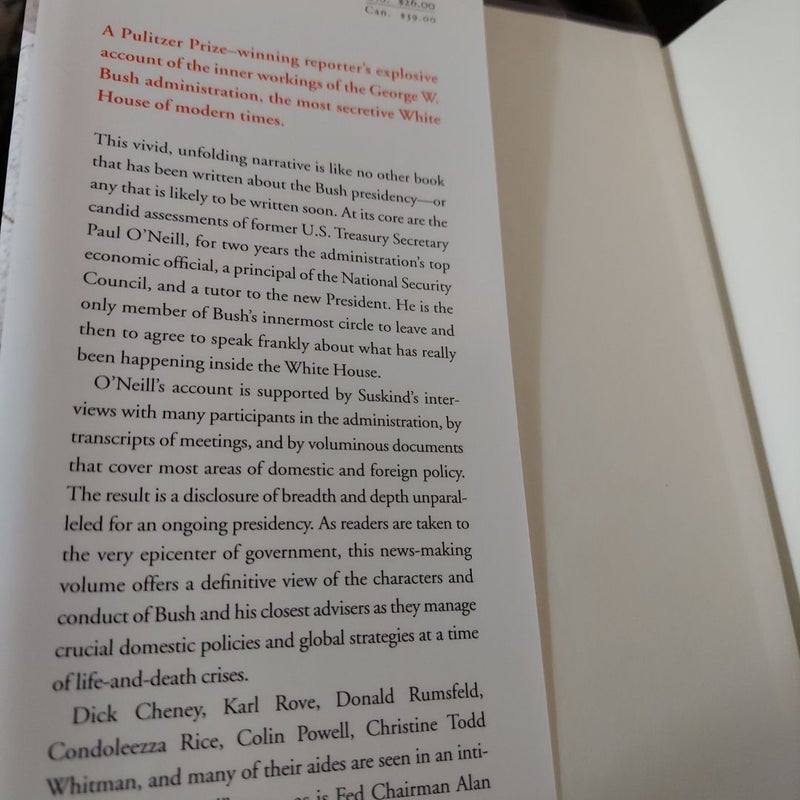 $26.00
Can. $39.00
A Pulitzer Prize–winning reporter's explosive
account of the inner workings of the George W.
Bush administration, the most secretive White
House of modern times.
This vivid, unfolding narrative is like no other book
that has been written about the Bush presidency—or
any that is likely to be written soon. At its core are the
candid assessments of former U.S. Treasury Secretary
Paul O'Neill, for two years the administration's top
economic official, a principal of the National Security
Council, and a tutor to the new President. He is the
only member of Bush's innermost circle to leave and
then to agree to speak frankly about what has really
been happening inside the White House.
O'Neill's account is supported by Suskind's inter-
views with many participants in the administration, by
transcripts of meetings, and by voluminous documents
that cover most areas of domestic and foreign policy.
The result is a disclosure of breadth and depth unparal-
leled for an ongoing presidency. As readers are taken to
the very epicenter of government, this news-making
volume offers a definitive view of the characters and
conduct of Bush and his closest advisers as they manage
crucial domestic policies and global strategies at a time
of life-and-death crises.
Dick Cheney, Karl Rove, Donald Rumsfeld,
Condoleezza Rice, Colin Powell, Christine Todd
Whitman, and many of their aides are seen in an inti-
is Fed Chairman Alan